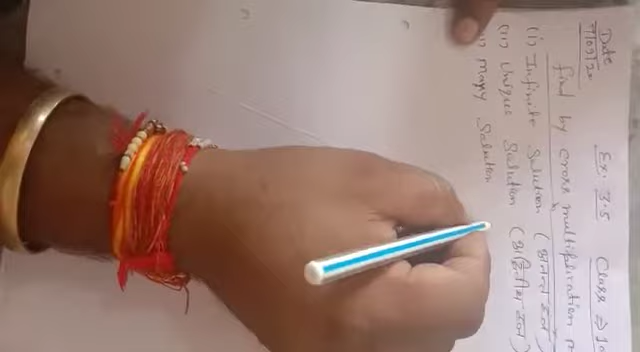 Date Ex: 3.5 Class ⇒ 10
find by cross multiplication
(i) Infinite Solution (अनन्त हल)
(ii) Unique Solution (अद्वितीय हल)
Many Solution